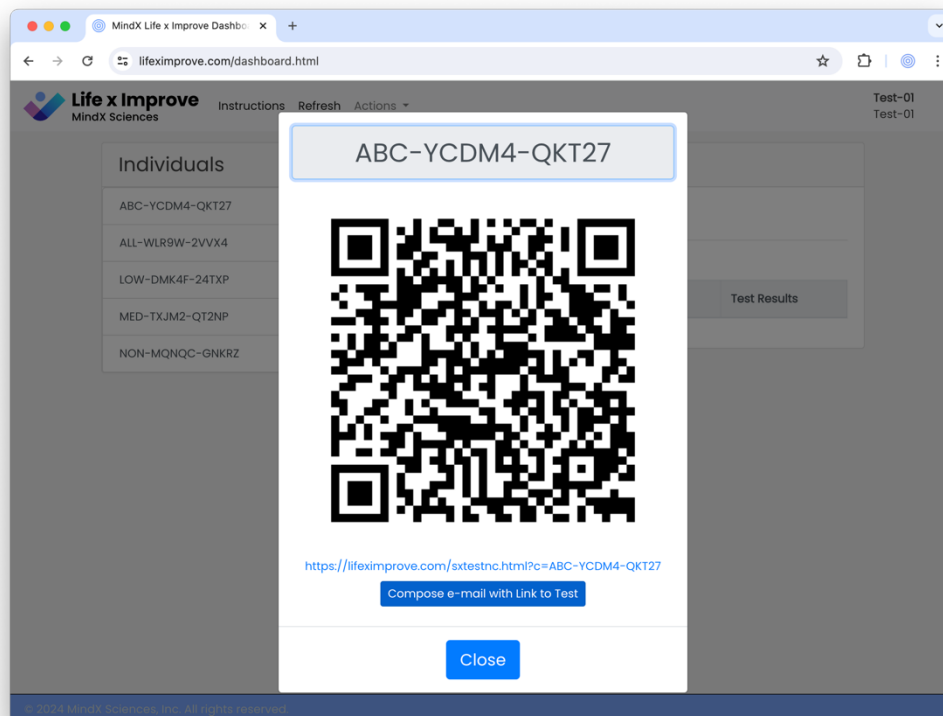 MindX Life x Improve Dashbo
lifeximprove.com/dashboard.html
Life x Improve
MindX Sciences
Instructions Refresh Actions
Test-01
Test-01
Individuals
ABC-YCDM4-QKT27
ALL-WLR9W-2VVX4
LOW-DMK4F-24TXP
MED-TXJM2-QT2NP
NON-MQNQC-GNKRZ
Test Results
ABC-YCDM4-QKT27
https://lifeximprove.com/sxtestnc.html?c=ABC-YCDM4-QKT27
Compose e-mail with Link to Test
Close
© 2024 MindX Sciences, Inc. All rights reserved.